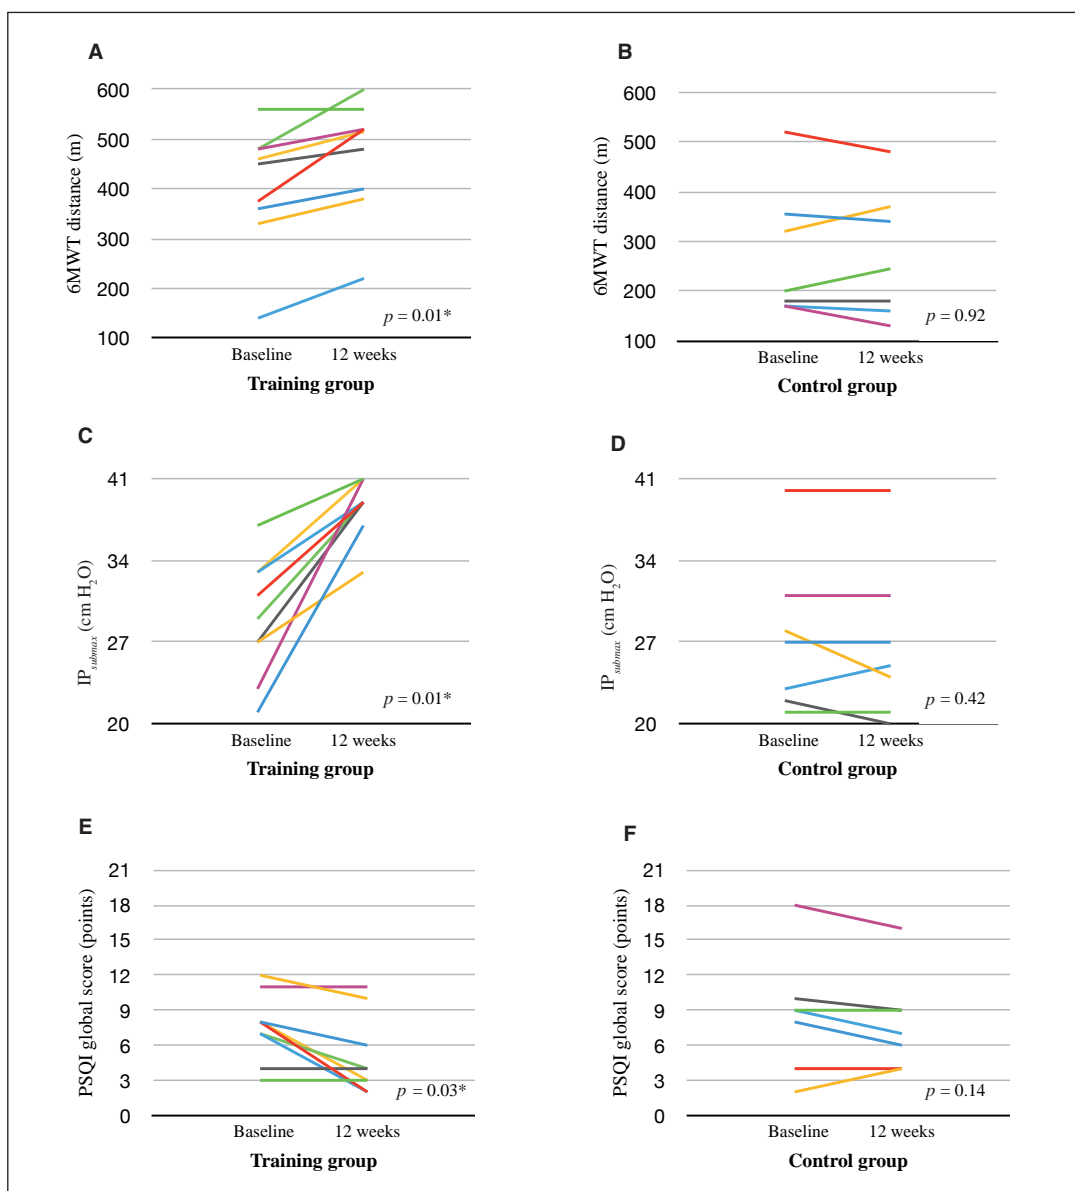 A
6MWT distance (m)
600
500
400
300
200
100
p = 0.01*
Baseline 12 weeks
Training group
B
6MWT distance (m)
600
500
400
300
200
100
p = 0.92
Baseline 12 weeks
Control group
C
IPsubmax (cm H2O)
41
34
27
20
p = 0.01*
Baseline 12 weeks
Training group
D
IPsubmax (cm H2O)
41
34
27
20
p = 0.42
Baseline 12 weeks
Control group
E
PSQI global score (points)
21
18
15
12
9
6
3
0
p = 0.03*
Baseline 12 weeks
Training group
F
PSQI global score (points)
21
18
15
12
9
6
3
0
p = 0.14
Baseline 12 weeks
Control group